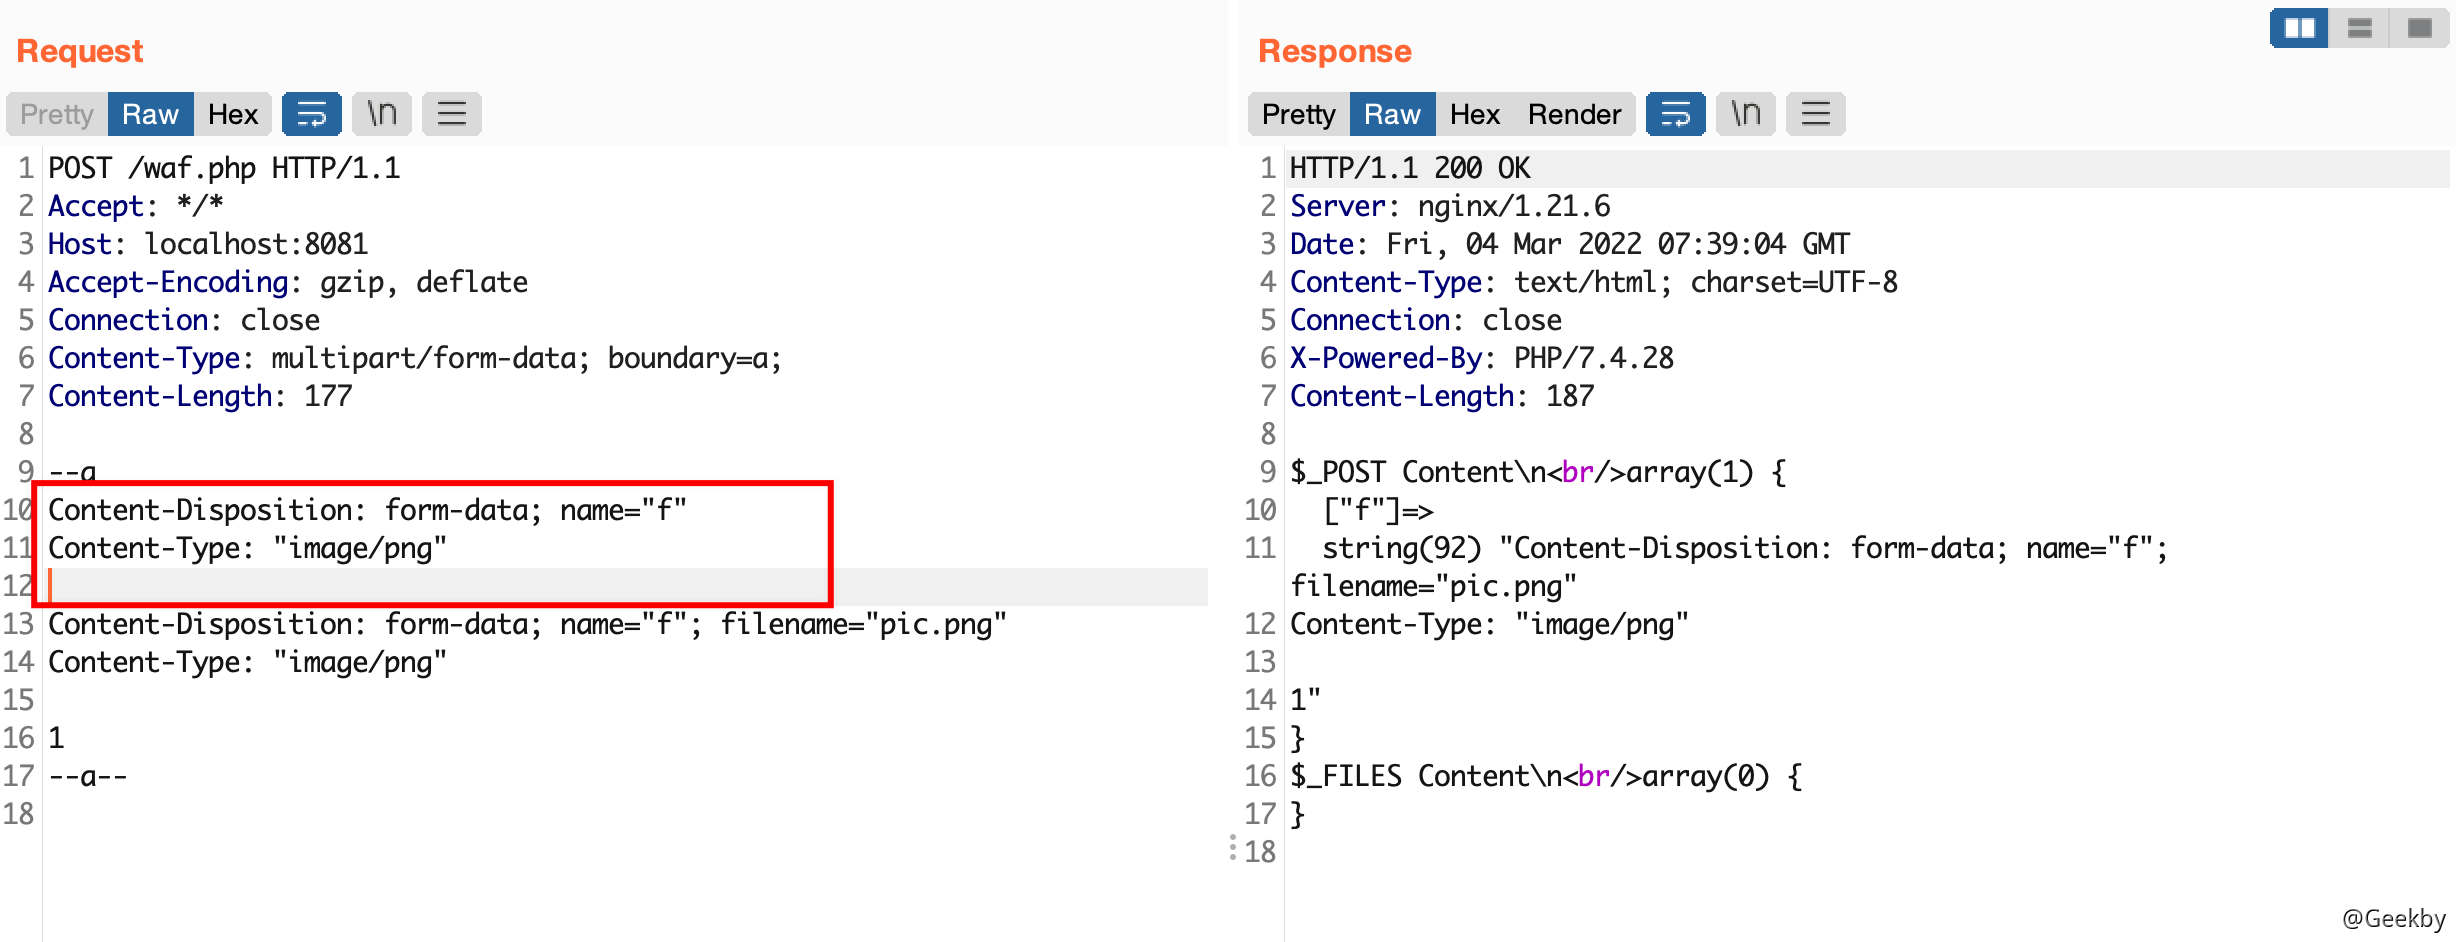 Request
Pretty Raw Hex \n
1 POST /waf.php HTTP/1.1
2 Accept: */*
3 Host: localhost:8081
4 Accept-Encoding: gzip, deflate
5 Connection: close
6 Content-Type: multipart/form-data; boundary=a;
7 Content-Length: 177
8
9 --a
10 Content-Disposition: form-data; name="f"
11 Content-Type: "image/png"
12
13 Content-Disposition: form-data; name="f"; filename="pic.png"
14 Content-Type: "image/png"
15
16 1
17 --a--
18
Response
Pretty Raw Hex Render \n
1 HTTP/1.1 200 OK
2 Server: nginx/1.21.6
3 Date: Fri, 04 Mar 2022 07:39:04 GMT
4 Content-Type: text/html; charset=UTF-8
5 Connection: close
6 X-Powered-By: PHP/7.4.28
7 Content-Length: 187
8
9 $_POST Content\n<br/>array(1) {
10 ["f"]=>
11 string(92) "Content-Disposition: form-data; name="f";
filename="pic.png"
12 Content-Type: "image/png"
13
14 1"
15 }
16 $_FILES Content\n<br/>array(0) {
17 }
18
@Geekby